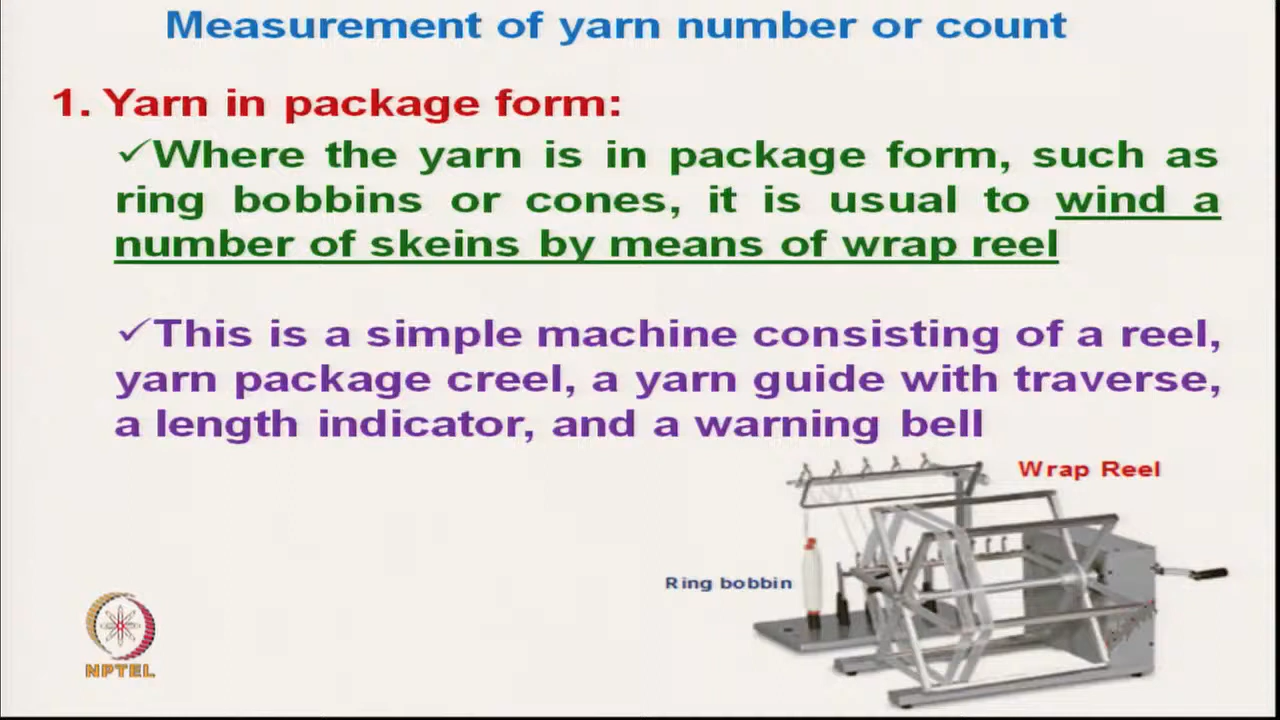 Measurement of yarn number or count
1. Yarn in package form:
✓Where the yarn is in package form, such as
ring bobbins or cones, it is usual to wind a
number of skeins by means of wrap reel
✓This is a simple machine consisting of a reel,
yarn package creel, a yarn guide with traverse,
a length indicator, and a warning bell
Wrap Reel
Ring bobbin
NPTEL